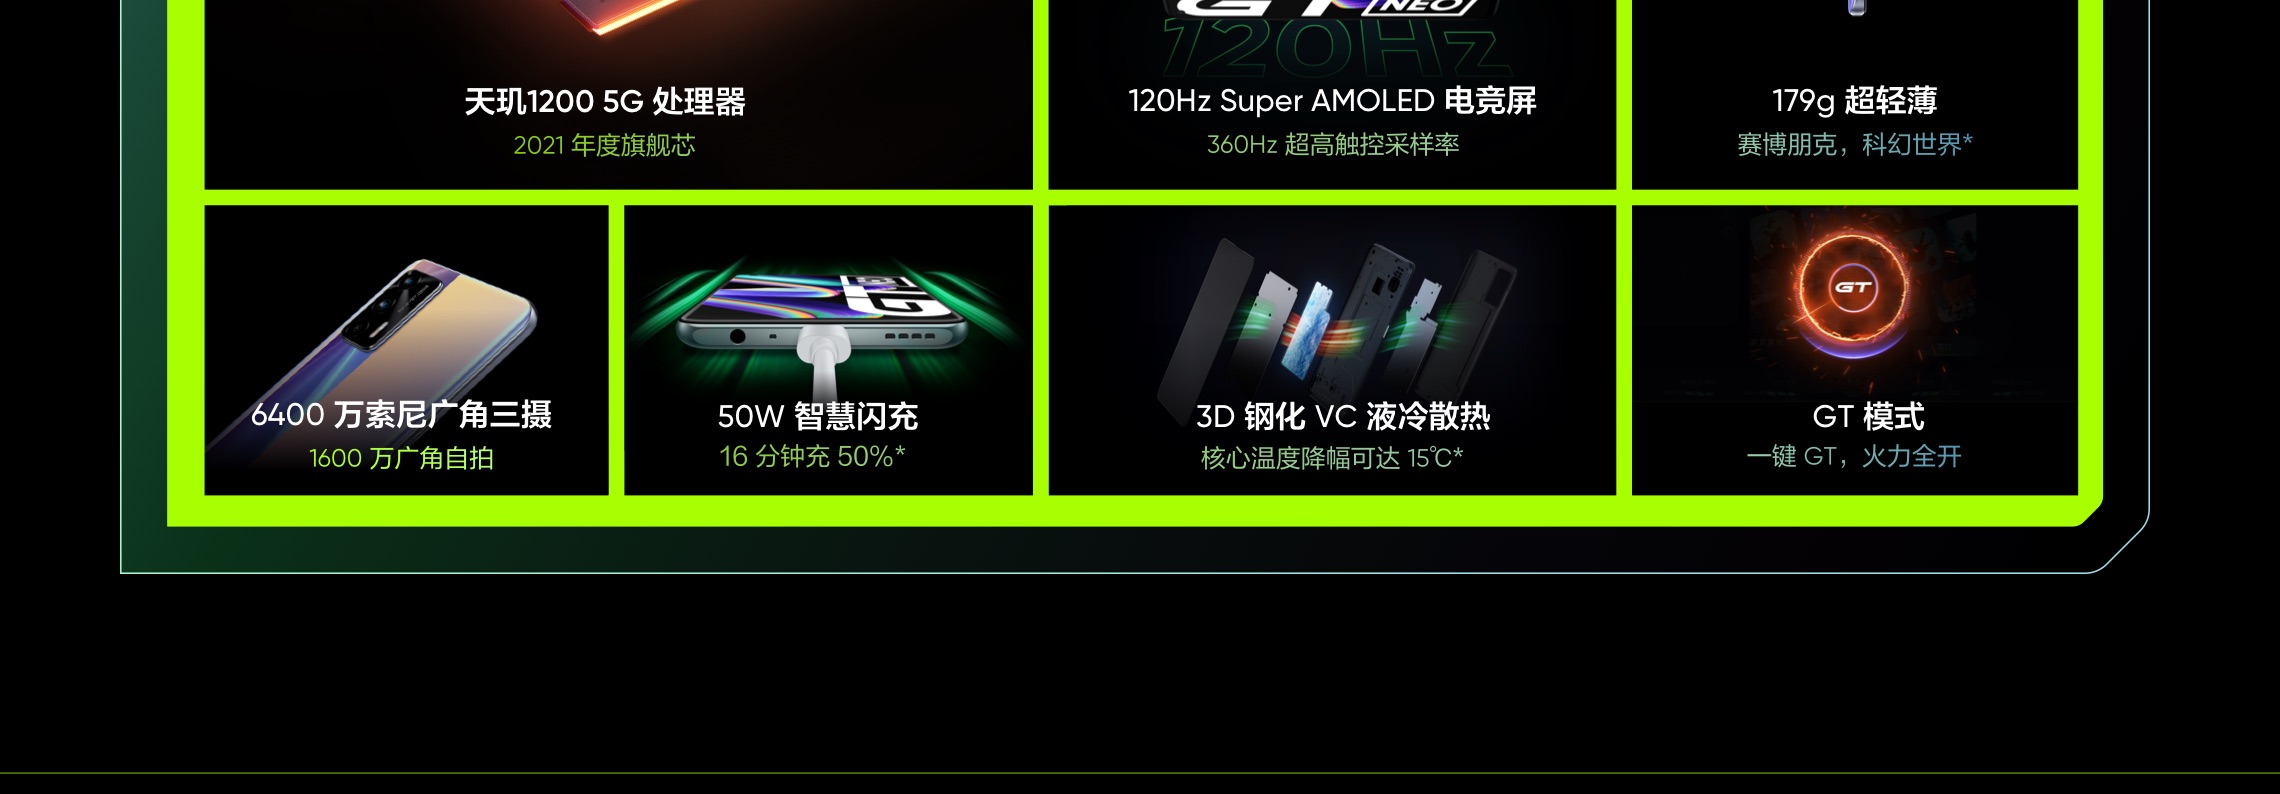 GT NEO
120Hz
天玑1200 5G 处理器
2021 年度旗舰芯
120Hz Super AMOLED 电竞屏
360Hz 超高触控采样率
179g 超轻薄
赛博朋克，科幻世界*
6400 万索尼广角三摄
1600 万广角自拍
50W 智慧闪充
16 分钟充 50%*
3D 钢化 VC 液冷散热
核心温度降幅可达 15℃*
GT
GT 模式
一键 GT，火力全开